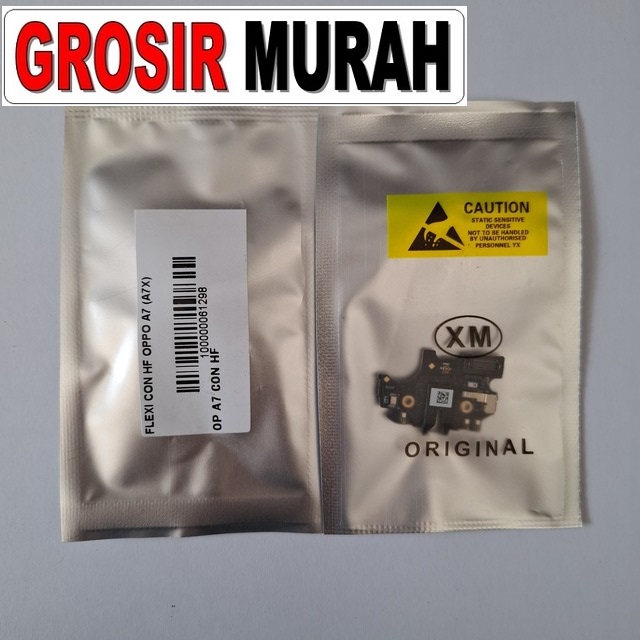 GROSIR MURAH
FLEXI CON HF OPPO A7 (A7X)
100000061298
OP A7 CON HF
CAUTION
STATIC SENSITIVE
DEVICES
NOT TO BE HANDLED
BY UNAUTHORISED
PERSONNEL YX
XM
ORIGINAL